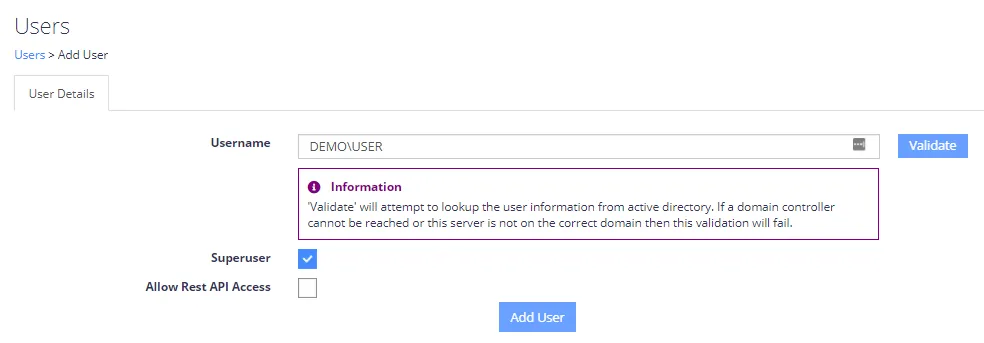 Users
Users > Add User
User Details
Username
DEMO\USER
Validate
Information
'Validate' will attempt to lookup the user information from active directory. If a domain controller
cannot be reached or this server is not on the correct domain then this validation will fail.
Superuser
Allow Rest API Access
Add User